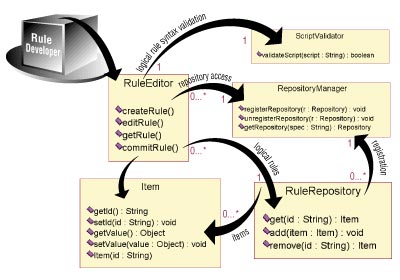 Rule
Developer
logical rule syntax validation
1
1
ScriptValidator
validateScript(script : String) : boolean
RuleEditor
createRule()
editRule()
getRule()
commitRule()
repository access
0...*
1
RepositoryManager
registerRepository(r : Repository) : void
unregisterRepository(r : Repository) : void
getRepository(spec : String) : Repository
0...*
logical rules
1
registration
0...*
Item
getId() : String
setId(id : String) : void
getValue() : Object
setValue(value : Object) : void
Item(id : String)
0...*
items
1
1
RuleRepository
get(id : String) : Item
add(item : Item) : void
remove(id : String) : Item